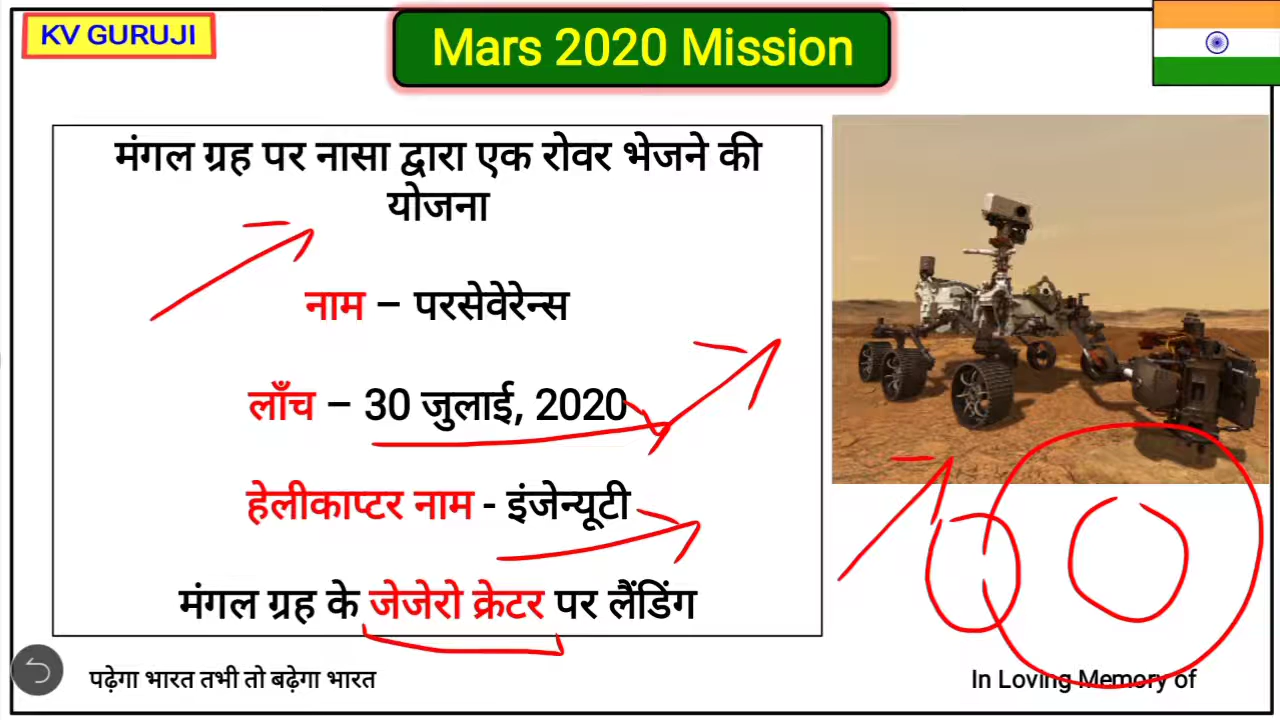 KV GURUJI
Mars 2020 Mission
मंगल ग्रह पर नासा द्वारा एक रोवर भेजने की
योजना
नाम – परसेवेरेन्स
लाँच – 30 जुलाई, 2020
हेलीकाप्टर नाम - इंजेन्यूटी
मंगल ग्रह के जेजेरो क्रेटर पर लैंडिंग
पढ़ेगा भारत तभी तो बढ़ेगा भारत
In Loving Memory of